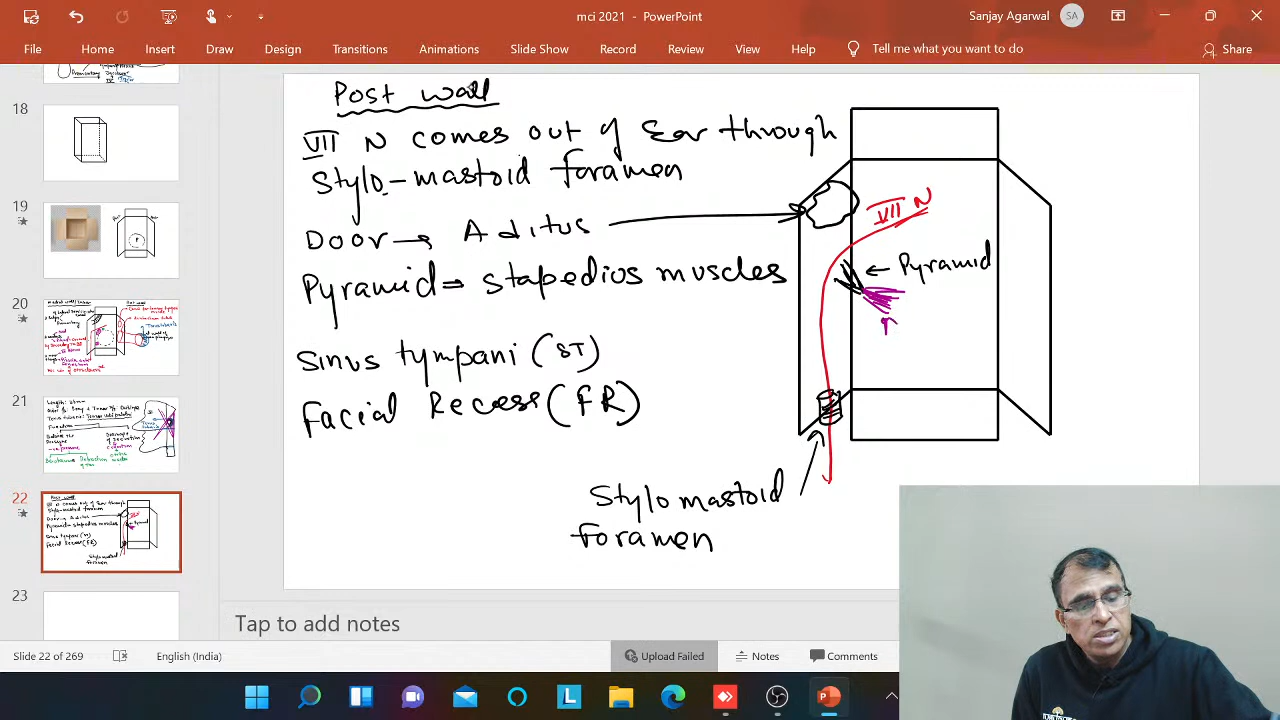 mci 2021 - PowerPoint
Sanjay Agarwal
SA
File Home Insert Draw Design Transitions Animations Slide Show Record Review View Help Tell me what you want to do Share
18
19
20
21
22
23
Post wall
VII N comes out of Ear through
Stylo-mastoid foramen
Door → Aditus
Pyramid = stapedius muscles
Sinus tympani (ST)
Facial Recess (FR)
VII N
← Pyramid
Stylomastoid
foramen
Tap to add notes
Slide 22 of 269 English (India) Upload Failed Notes Comments